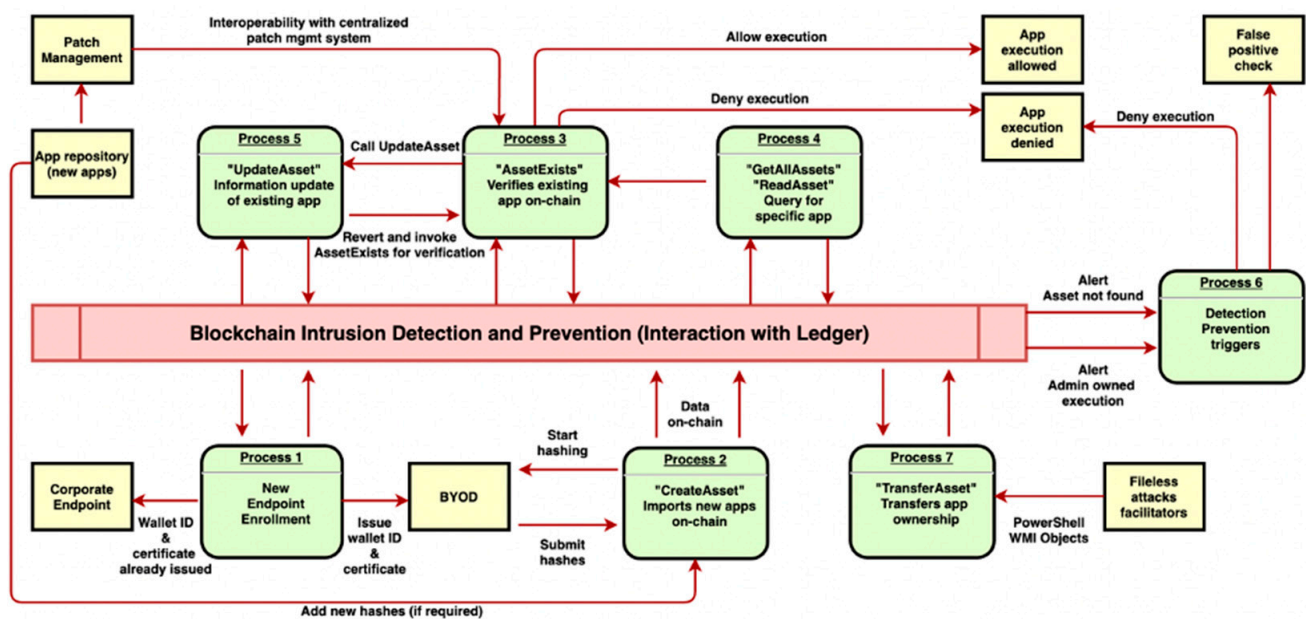 Patch
Management
Interoperability with centralized
patch mgmt system
Allow execution
App
execution
allowed
False
positive
check
Deny execution
App
execution
denied
Deny execution
App repository
(new apps)
Process 5
"UpdateAsset"
Information update
of existing app
Call UpdateAsset
Process 3
"AssetExists"
Verifies existing
app on-chain
Process 4
"GetAllAssets"
"ReadAsset"
Query for
specific app
Revert and invoke
AssetExists for verification
Blockchain Intrusion Detection and Prevention (Interaction with Ledger)
Alert
Asset not found
Alert
Admin owned
execution
Process 6
Detection
Prevention
triggers
Corporate
Endpoint
Wallet ID
&
certificate
already issued
Process 1
New
Endpoint
Enrollment
Issue
wallet ID
&
certificate
BYOD
Start
hashing
Submit
hashes
Data
on-chain
Process 2
"CreateAsset"
Imports new apps
on-chain
Process 7
"TransferAsset"
Transfers app
ownership
PowerShell
WMI Objects
Fileless
attacks
facilitators
Add new hashes (if required)